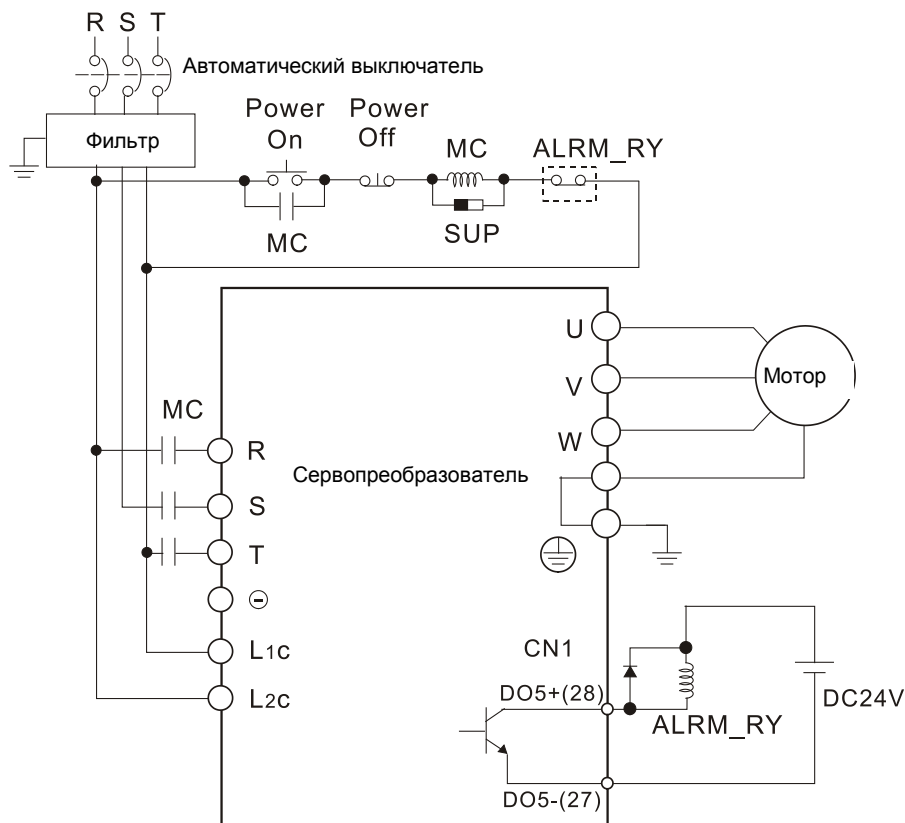 R S T
Автоматический выключатель
Фильтр
Power On
Power Off
MC
ALRM_RY
MC
SUP
U
V
W
Мотор
MC
R
S
T
Сервопреобразователь
L1c
L2c
CN1
DO5+(28)
ALRM_RY
DC24V
DO5-(27)